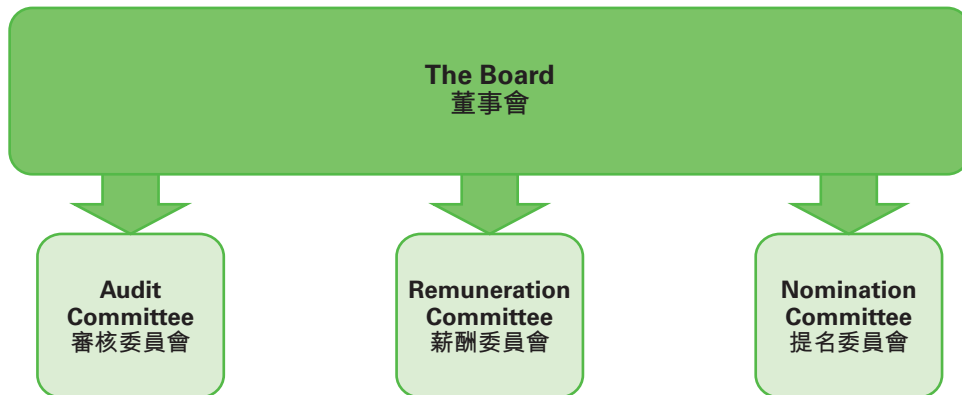 The Board
董事會
Audit
Committee
審核委員會
Remuneration
Committee
薪酬委員會
Nomination
Committee
提名委員會